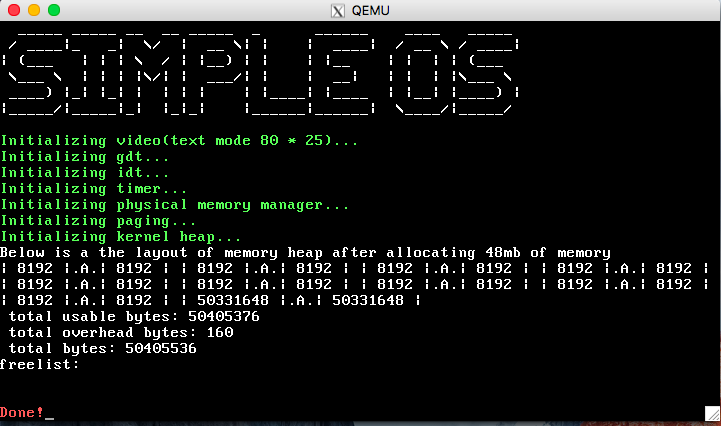 QEMU
SIMPLE OS
Initializing video(text mode 80 * 25)...
Initializing gdt...
Initializing idt...
Initializing timer...
Initializing physical memory manager...
Initializing paging...
Initializing kernel heap...
Below is a the layout of memory heap after allocating 48mb of memory
| 8192 |.A.| 8192 | | 8192 |.A.| 8192 | | 8192 |.A.| 8192 | | 8192 |.A.| 8192 |
| 8192 |.A.| 8192 | | 8192 |.A.| 8192 | | 8192 |.A.| 8192 | | 8192 |.A.| 8192 |
| 8192 |.A.| 8192 | | 50331648 |.A.| 50331648 |
total usable bytes: 50405376
total overhead bytes: 160
total bytes: 50405536
freelist:
Done!_